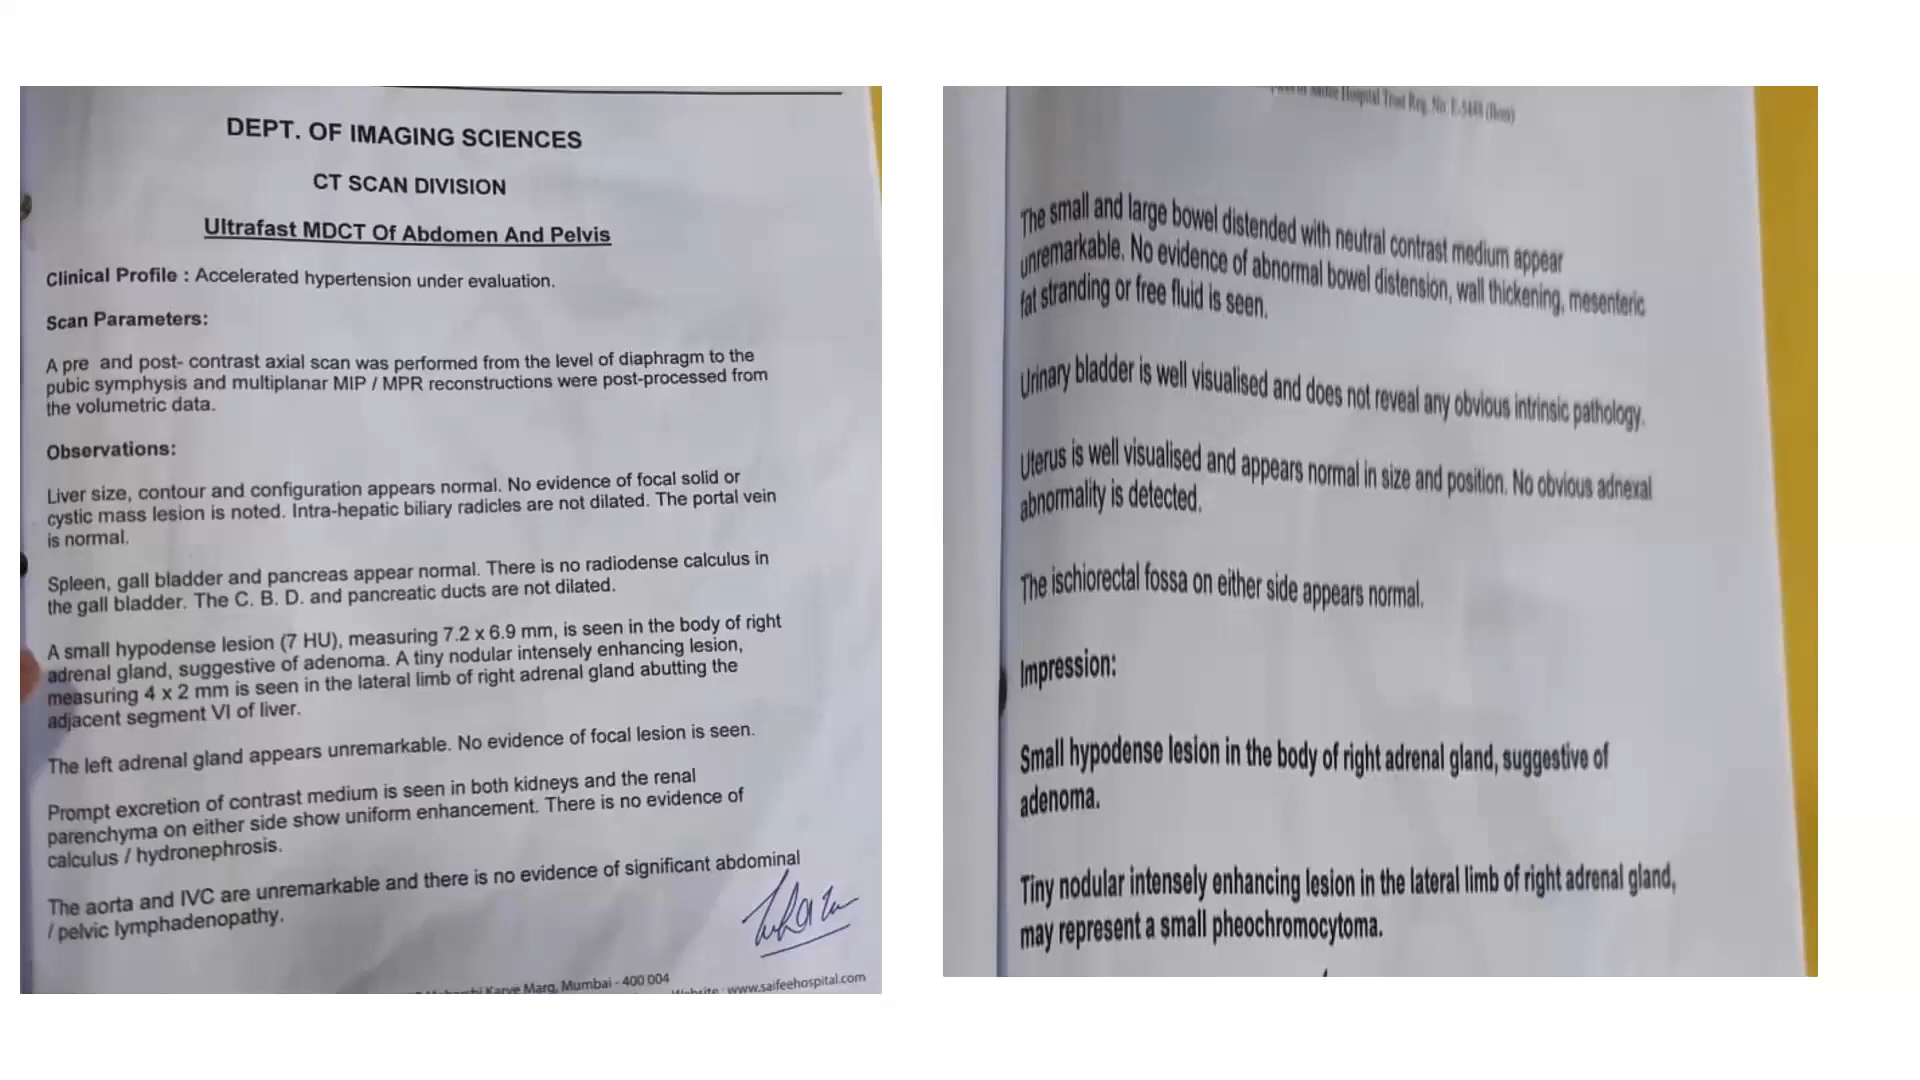 DEPT. OF IMAGING SCIENCES
CT SCAN DIVISION
Ultrafast MDCT Of Abdomen And Pelvis
Clinical Profile : Accelerated hypertension under evaluation.
Scan Parameters:
A pre and post- contrast axial scan was performed from the level of diaphragm to the
pubic symphysis and multiplanar MIP / MPR reconstructions were post-processed from
the volumetric data.
Observations:
Liver size, contour and configuration appears normal. No evidence of focal solid or
cystic mass lesion is noted. Intra-hepatic biliary radicles are not dilated. The portal vein
is normal.
Spleen, gall bladder and pancreas appear normal. There is no radiodense calculus in
the gall bladder. The C. B. D. and pancreatic ducts are not dilated.
A small hypodense lesion (7 HU), measuring 7.2 x 6.9 mm, is seen in the body of right
adrenal gland, suggestive of adenoma. A tiny nodular intensely enhancing lesion,
measuring 4 x 2 mm is seen in the lateral limb of right adrenal gland abutting the
adjacent segment VI of liver.
The left adrenal gland appears unremarkable. No evidence of focal lesion is seen.
Prompt excretion of contrast medium is seen in both kidneys and the renal
parenchyma on either side show uniform enhancement. There is no evidence of
calculus / hydronephrosis.
The aorta and IVC are unremarkable and there is no evidence of significant abdominal
/ pelvic lymphadenopathy.
Karve Marg, Mumbai - 400 004
Website : www.saifeehospital.com
Saifee Hospital Trust Reg. No. (Bom)
The small and large bowel distended with neutral contrast medium appear
unremarkable. No evidence of abnormal bowel distension, wall thickening, mesenteric
fat stranding or free fluid is seen.
Urinary bladder is well visualised and does not reveal any obvious intrinsic pathology.
Uterus is well visualised and appears normal in size and position. No obvious adnexal
abnormality is detected.
The ischiorectal fossa on either side appears normal.
Impression:
Small hypodense lesion in the body of right adrenal gland, suggestive of
adenoma.
Tiny nodular intensely enhancing lesion in the lateral limb of right adrenal gland,
may represent a small pheochromocytoma.